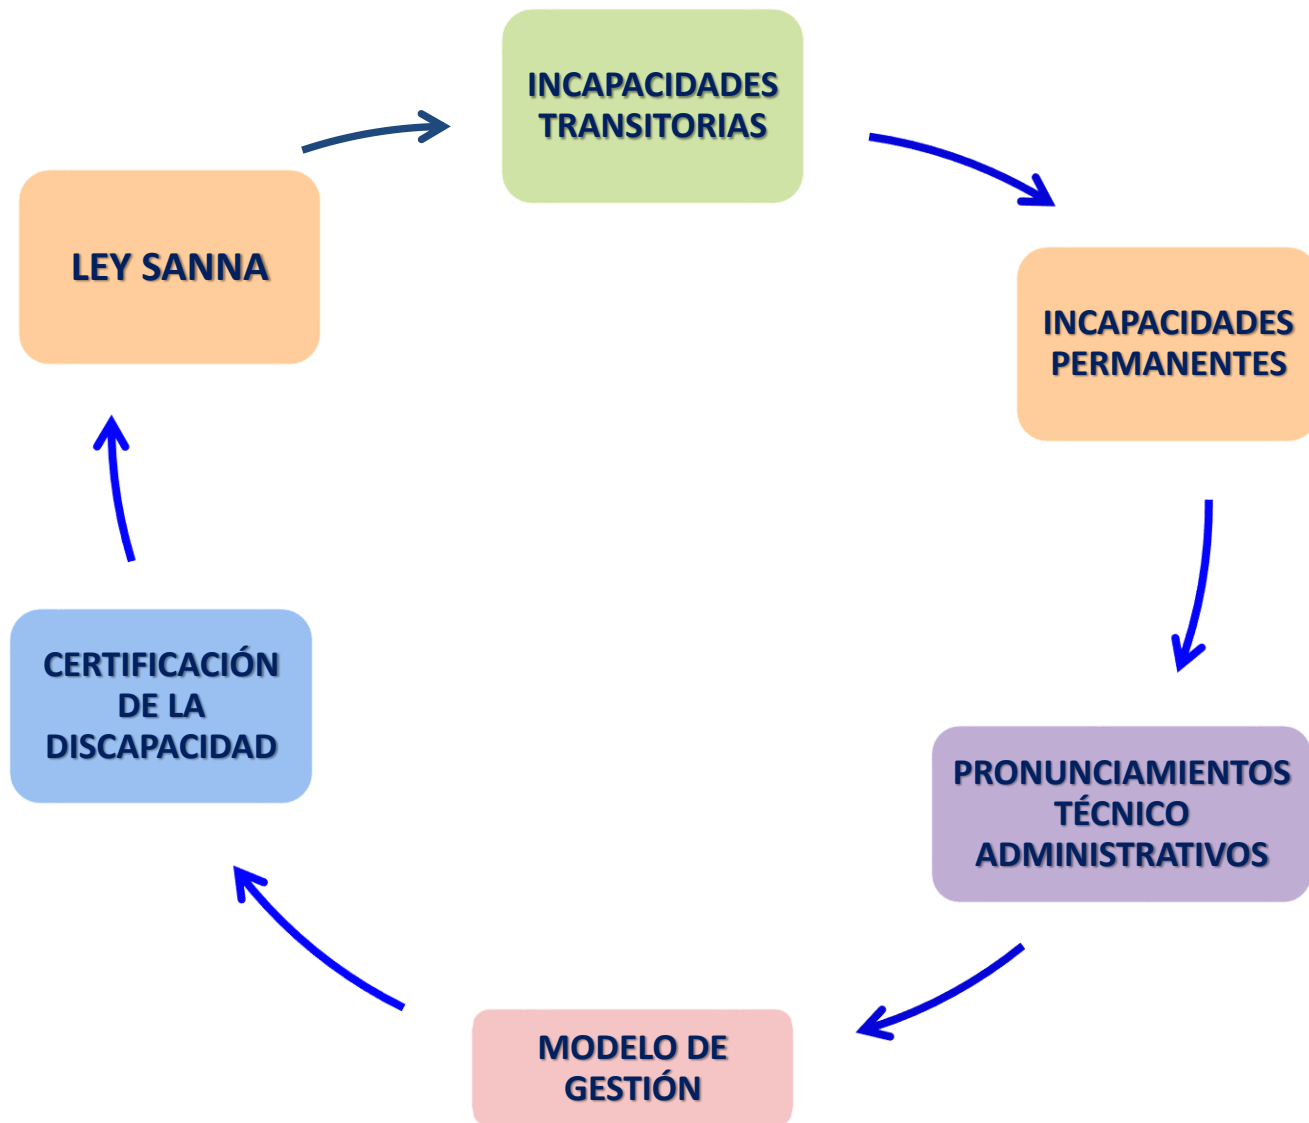 INCAPACIDADES
TRANSITORIAS
LEY SANNA
INCAPACIDADES
PERMANENTES
CERTIFICACIÓN
DE LA
DISCAPACIDAD
PRONUNCIAMIENTOS
TÉCNICO
ADMINISTRATIVOS
MODELO DE
GESTIÓN